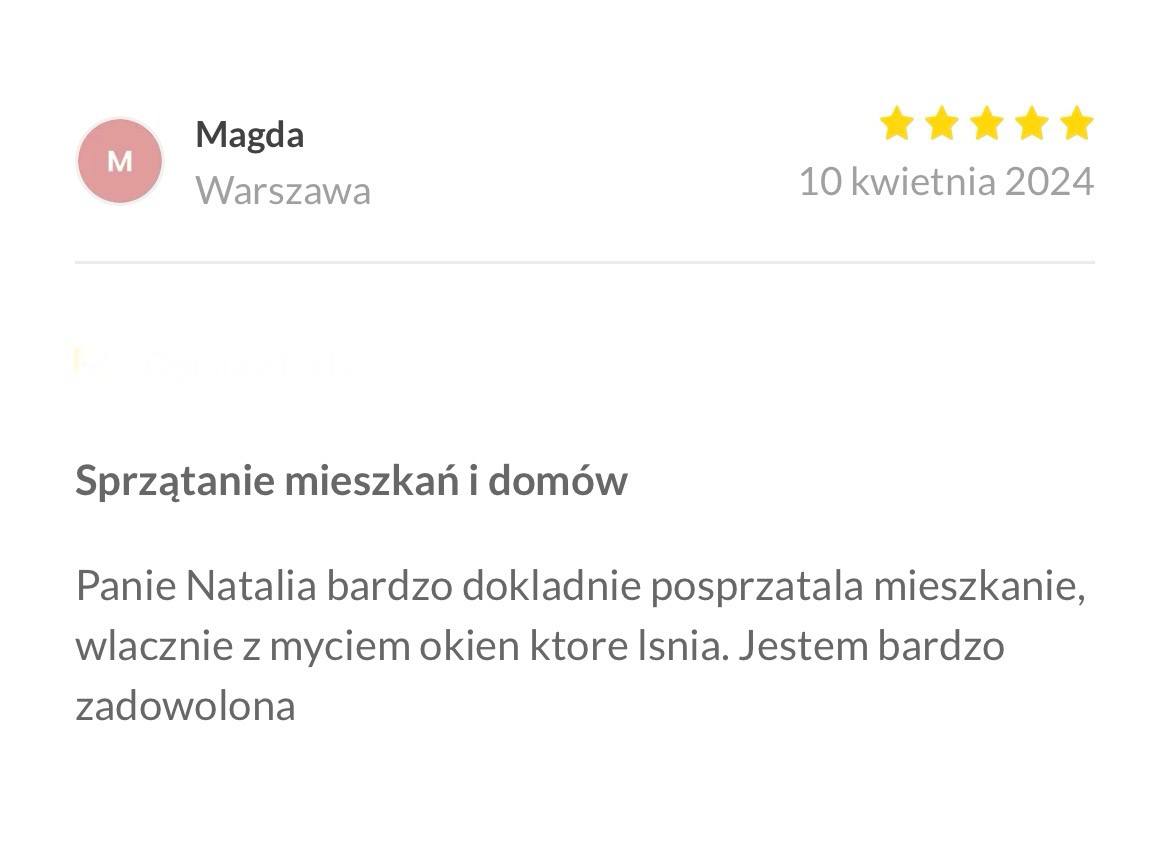 M
Magda
Warszawa
10 kwietnia 2024
Sprzątanie mieszkań i domów
Panie Natalia bardzo dokladnie posprzatala mieszkanie,
wlacznie z myciem okien ktore lsnia. Jestem bardzo
zadowolona